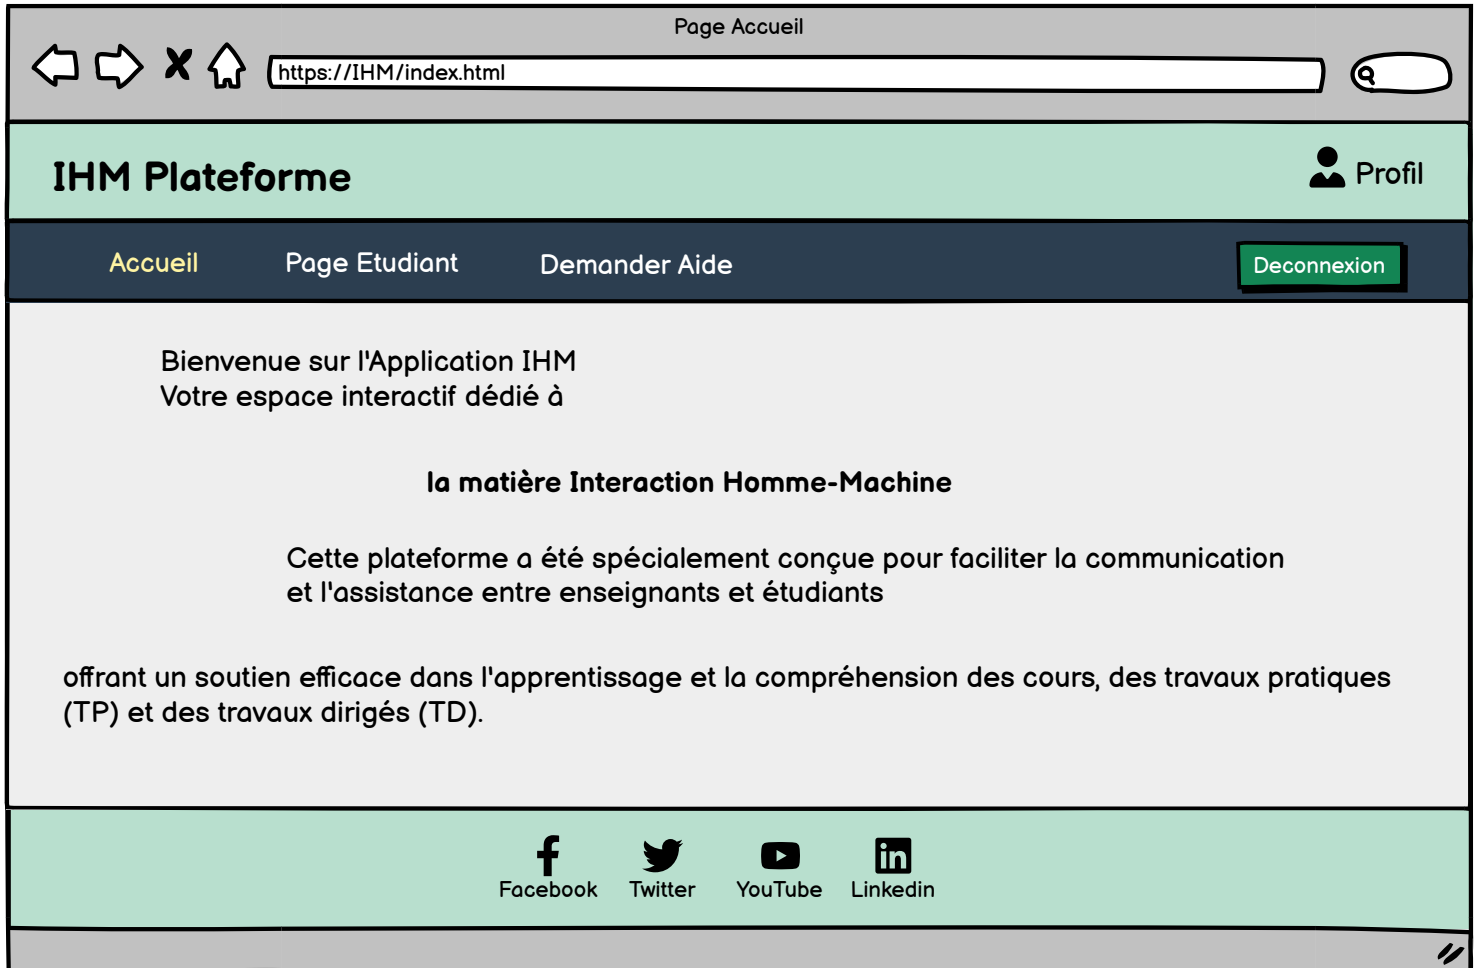 Page Accueil
https://IHM/index.html
IHM Plateforme
Profil
Accueil
Page Etudiant
Demander Aide
Deconnexion
Bienvenue sur l'Application IHM
Votre espace interactif dédié à
la matière Interaction Homme-Machine
Cette plateforme a été spécialement conçue pour faciliter la communication
et l'assistance entre enseignants et étudiants
offrant un soutien efficace dans l'apprentissage et la compréhension des cours, des travaux pratiques
(TP) et des travaux dirigés (TD).
Facebook
Twitter
YouTube
Linkedin